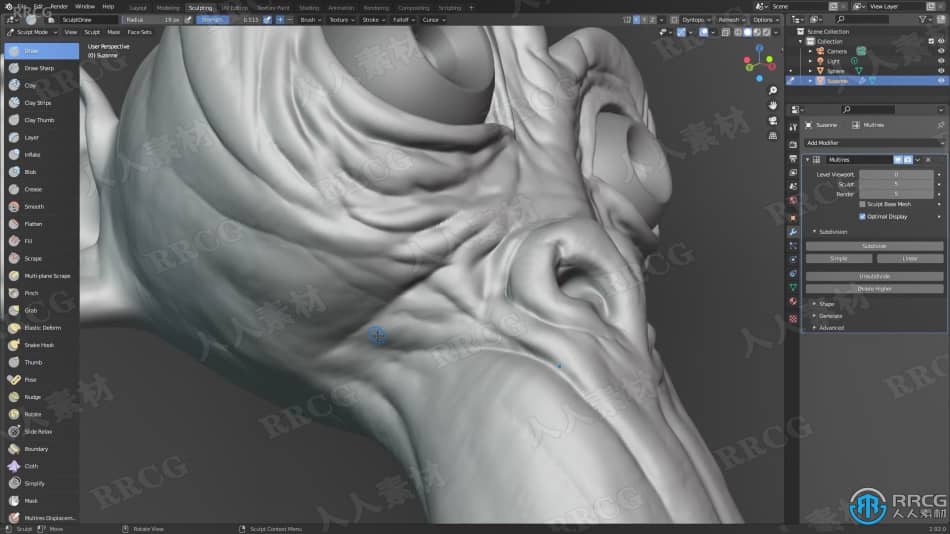 File Edit Render Window Help Layout Modeling Sculpting UV Editing Texture Paint Shading Animation Rendering Compositing Scripting + Scene View Layer
SculptDraw Radius 19 px Strength 0.515 Brush Texture Stroke Falloff Cursor X Y Z Dyntopo Remesh Options
Sculpt Mode View Sculpt Mask Face Sets
Scene Collection
Collection
Camera
Light
Sphere
Suzanne
User Perspective
(0) Suzanne
Draw
Draw Sharp
Clay
Clay Strips
Clay Thumb
Layer
Inflate
Blob
Crease
Smooth
Flatten
Fill
Scrape
Multi-plane Scrape
Pinch
Grab
Elastic Deform
Snake Hook
Thumb
Pose
Nudge
Rotate
Slide Relax
Boundary
Cloth
Simplify
Mask
Multires Displacem...
Suzanne Multires
Add Modifier
Multires
Level Viewport 0
Sculpt 5
Render 5
Sculpt Base Mesh
Optimal Display
Subdivision
Subdivide
Simple Linear
Unsubdivide
Delete Higher
Shape
Generate
Advanced
RRCG
人人素材
Sculpt Move Rotate View Sculpt Context Menu 2.92.0